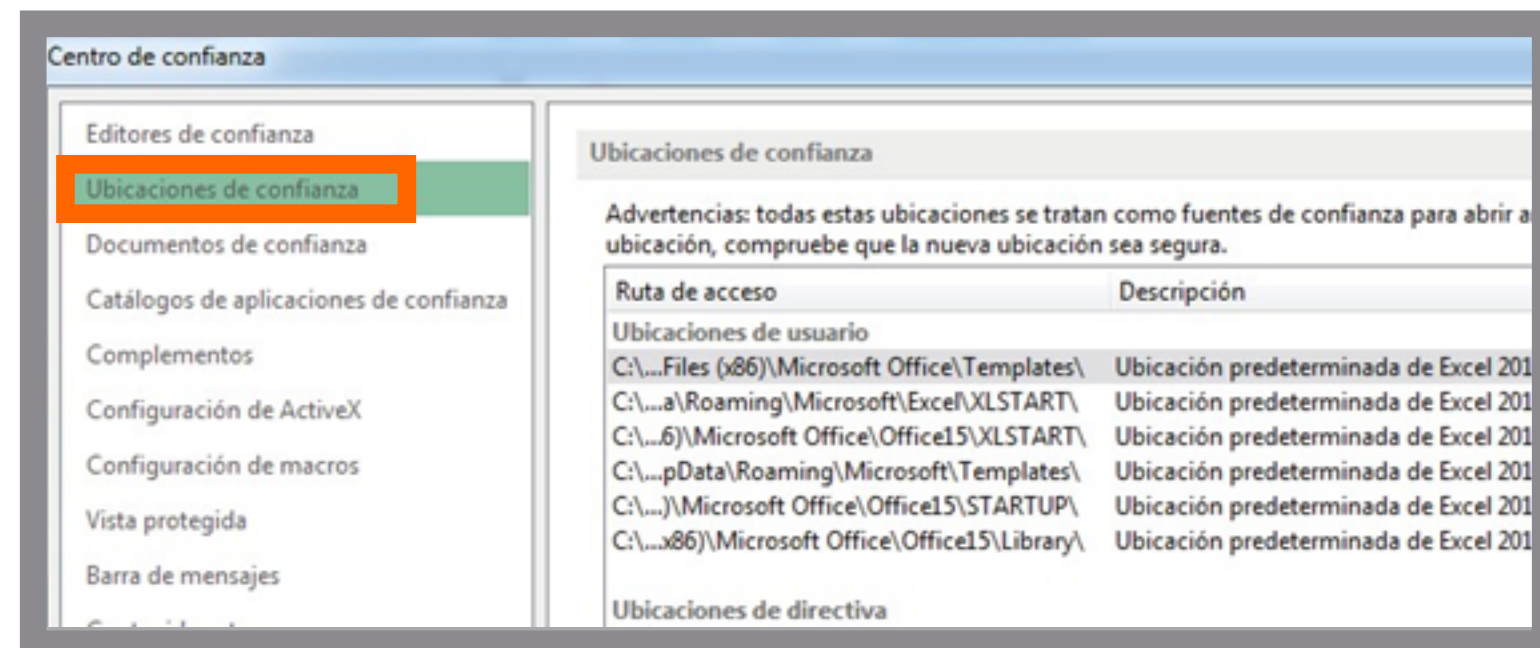 Centro de confianza
Editores de confianza
Ubicaciones de confianza
Documentos de confianza
Catálogos de aplicaciones de confianza
Complementos
Configuración de ActiveX
Configuración de macros
Vista protegida
Barra de mensajes
Ubicaciones de confianza
Advertencias: todas estas ubicaciones se tratan como fuentes de confianza para abrir a
ubicación, compruebe que la nueva ubicación sea segura.
Ruta de acceso Descripción
Ubicaciones de usuario
C:\...Files (x86)\Microsoft Office\Templates\ Ubicación predeterminada de Excel 201
C:\...a\Roaming\Microsoft\Excel\XLSTART\ Ubicación predeterminada de Excel 201
C:\...6)\Microsoft Office\Office15\XLSTART\ Ubicación predeterminada de Excel 201
C:\...pData\Roaming\Microsoft\Templates\ Ubicación predeterminada de Excel 201
C:\...)\Microsoft Office\Office15\STARTUP\ Ubicación predeterminada de Excel 201
C:\...x86)\Microsoft Office\Office15\Library\ Ubicación predeterminada de Excel 201
Ubicaciones de directiva